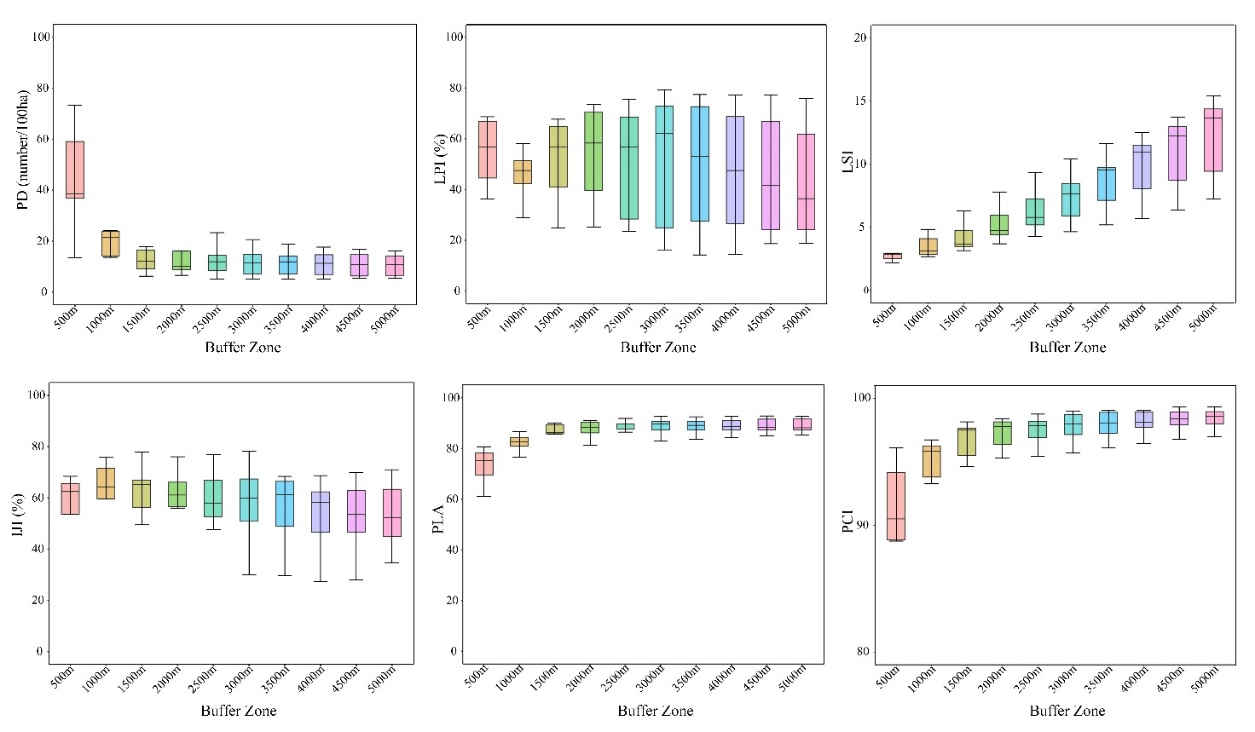 100
80
60
40
20
0
PD (number/100ha)
500m
1000m
1500m
2000m
2500m
3000m
3500m
4000m
4500m
5000m
Buffer Zone
100
80
60
40
20
0
LPI (%)
500m
1000m
1500m
2000m
2500m
3000m
3500m
4000m
4500m
5000m
Buffer Zone
20
15
10
5
0
LSI
500m
1000m
1500m
2000m
2500m
3000m
3500m
4000m
4500m
5000m
Buffer Zone
100
80
60
40
20
0
IJI (%)
500m
1000m
1500m
2000m
2500m
3000m
3500m
4000m
4500m
5000m
Buffer Zone
100
80
60
40
20
0
PLA
500m
1000m
1500m
2000m
2500m
3000m
3500m
4000m
4500m
5000m
Buffer Zone
100
90
80
PCI
500m
1000m
1500m
2000m
2500m
3000m
3500m
4000m
4500m
5000m
Buffer Zone